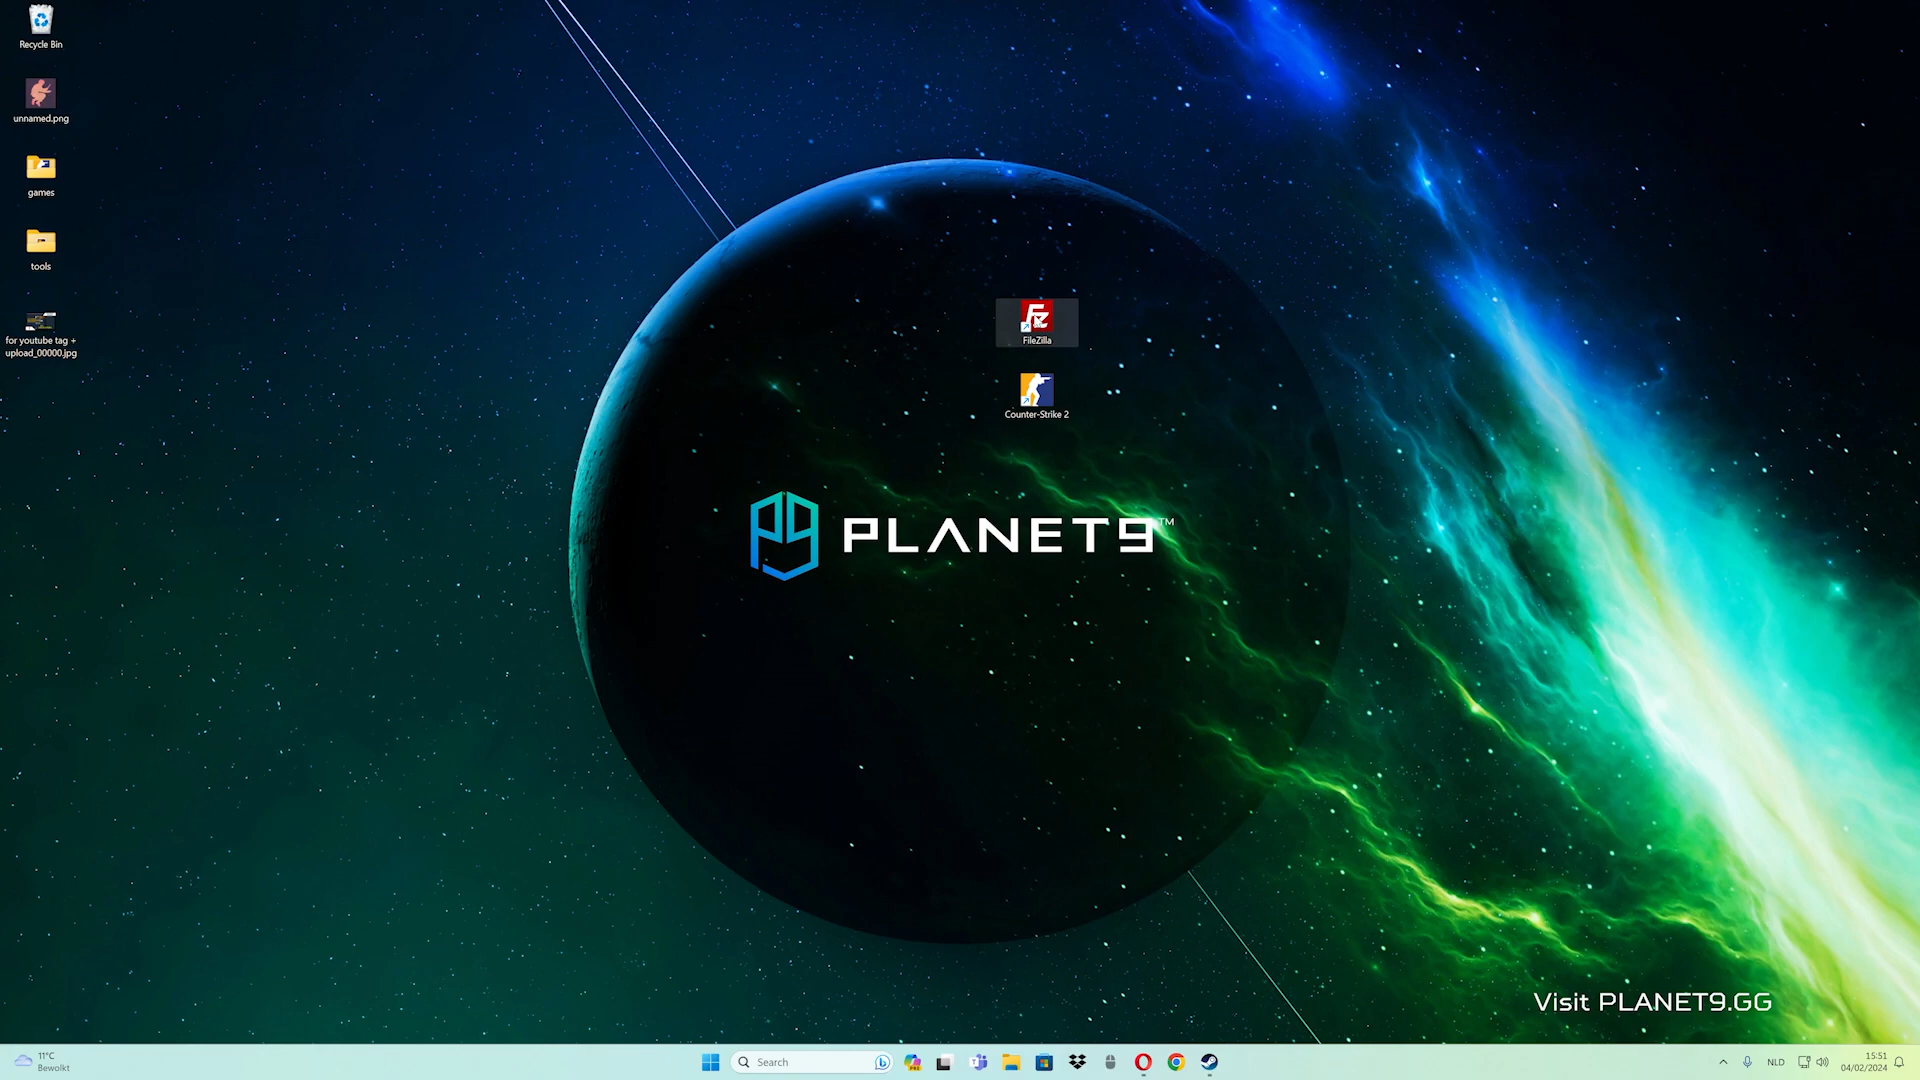 Recycle Bin
unnamed.png
games
tools
for youtube tag +
upload_00000.jpg
FileZilla
Counter-Strike 2
PLANET9™
Visit PLANET9.GG
11°C
Bewolkt
Search
NLD
15:51
04/02/2024